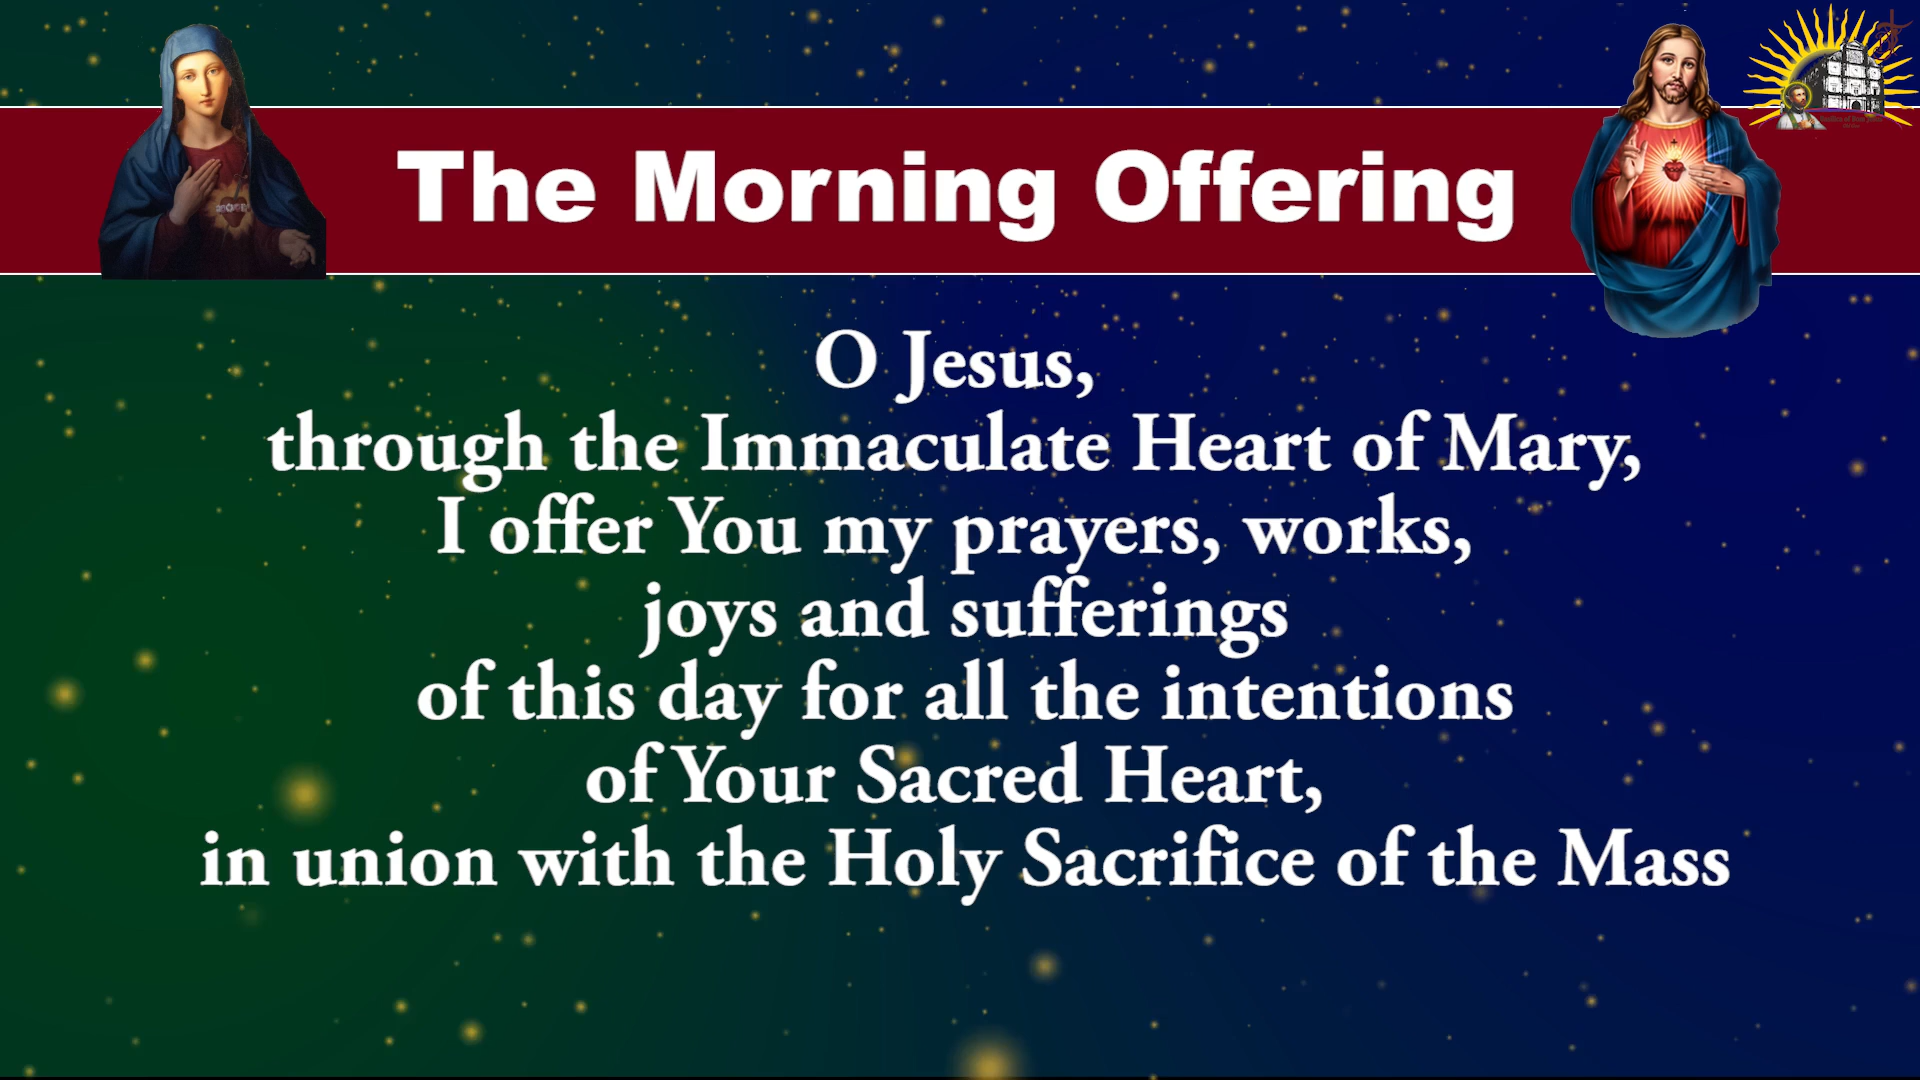 The Morning Offering
O Jesus,
through the Immaculate Heart of Mary,
I offer You my prayers, works,
joys and sufferings
of this day for all the intentions
of Your Sacred Heart,
in union with the Holy Sacrifice of the Mass